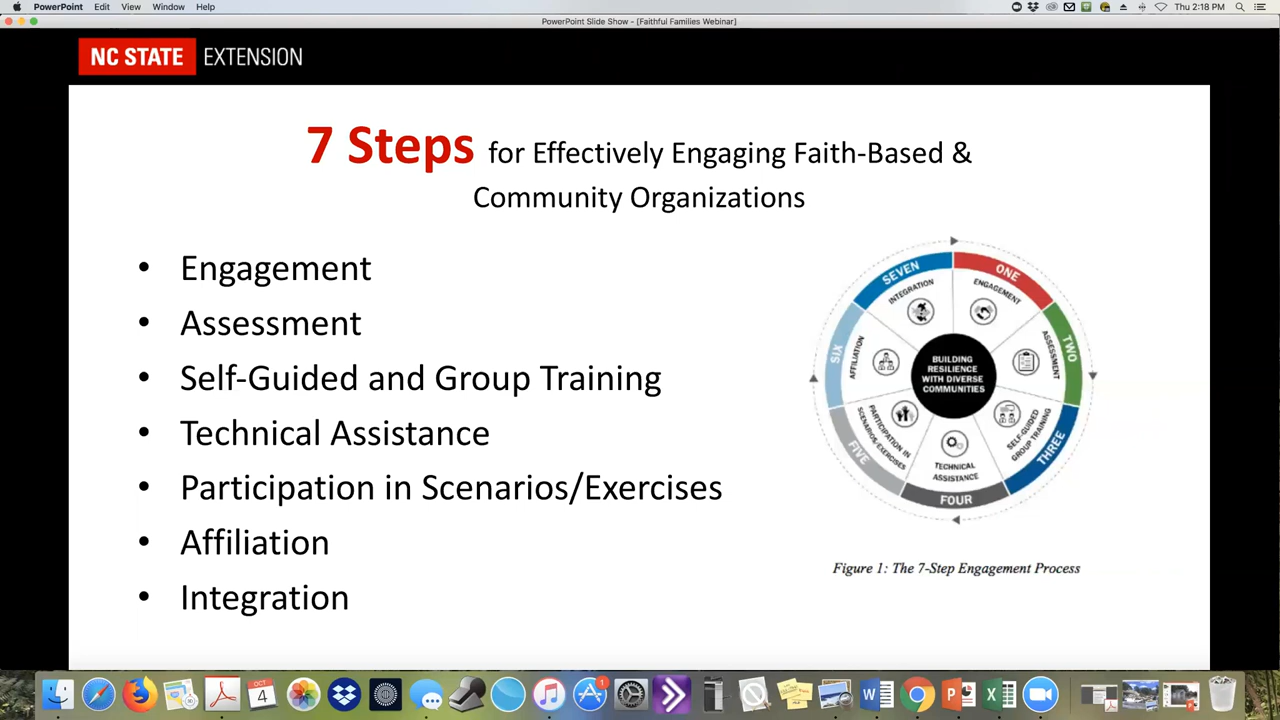 PowerPoint Edit View Window Help
Thu 2:18 PM
PowerPoint Slide Show - [Faithful Families Webinar]
NC STATE EXTENSION
7 Steps for Effectively Engaging Faith-Based &
Community Organizations
• Engagement
• Assessment
• Self-Guided and Group Training
• Technical Assistance
• Participation in Scenarios/Exercises
• Affiliation
• Integration
SEVEN
INTEGRATION
ONE
ENGAGEMENT
TWO
ASSESSMENT
THREE
SELF-GUIDED
GROUP TRAINING
FOUR
TECHNICAL
ASSISTANCE
FIVE
PARTICIPATION IN
SCENARIOS/EXERCISES
SIX
AFFILIATION
BUILDING
RESILIENCE
WITH DIVERSE
COMMUNITIES
Figure 1: The 7-Step Engagement Process
OCT
4
1